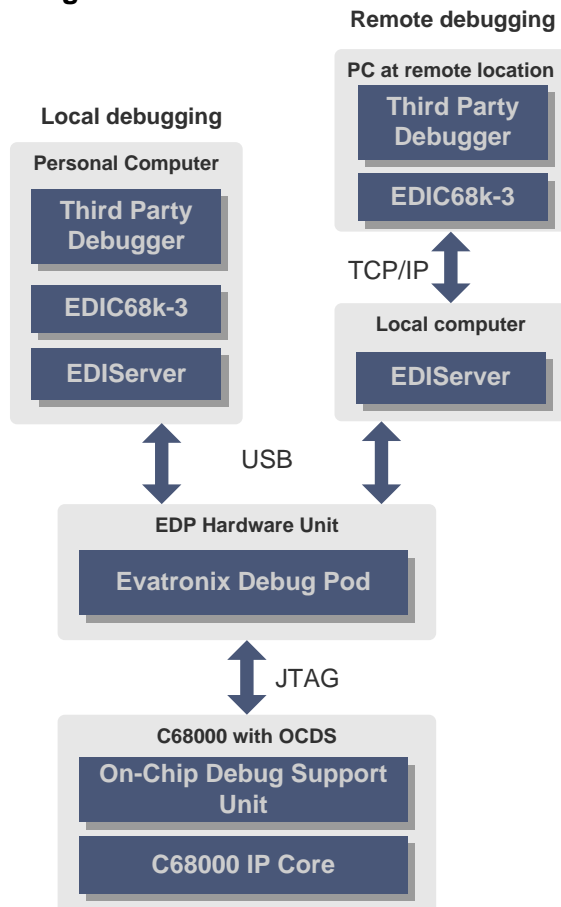 Remote debugging
PC at remote location
Third Party
Debugger
EDIC68k-3
TCP/IP
Local computer
EDIServer
Local debugging
Personal Computer
Third Party
Debugger
EDIC68k-3
EDIServer
USB
EDP Hardware Unit
Evatronix Debug Pod
JTAG
C68000 with OCDS
On-Chip Debug Support
Unit
C68000 IP Core